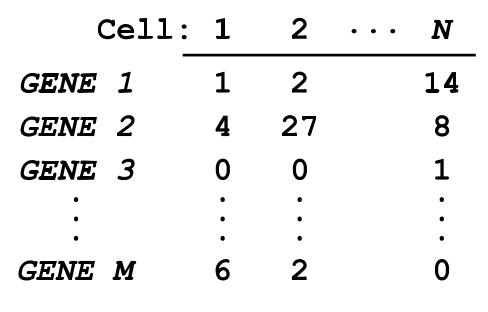 Cell: 1 2 ··· N
GENE 1 1 2 14
GENE 2 4 27 8
GENE 3 0 0 1
⋮ ⋮ ⋮ ⋮
GENE M 6 2 0